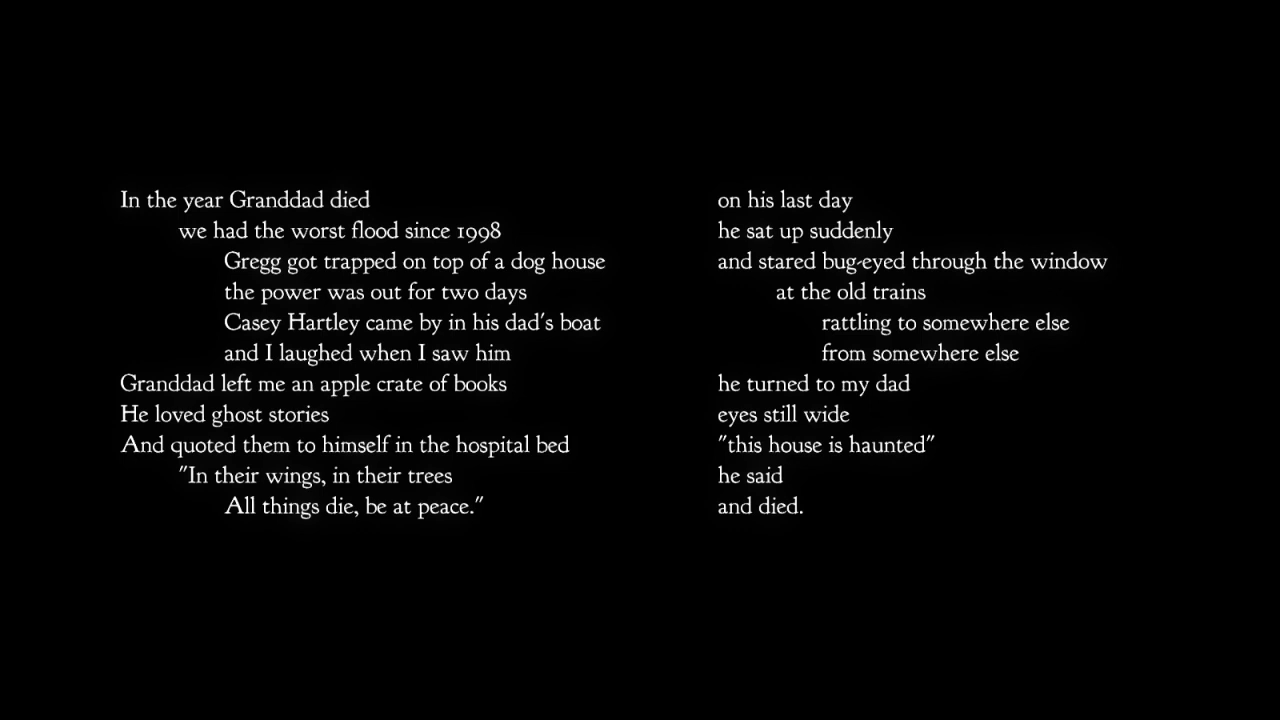 In the year Granddad died
we had the worst flood since 1998
Gregg got trapped on top of a dog house
the power was out for two days
Casey Hartley came by in his dad's boat
and I laughed when I saw him
Granddad left me an apple crate of books
He loved ghost stories
And quoted them to himself in the hospital bed
"In their wings, in their trees
All things die, be at peace."
on his last day
he sat up suddenly
and stared bug-eyed through the window
at the old trains
rattling to somewhere else
from somewhere else
he turned to my dad
eyes still wide
"this house is haunted"
he said
and died.